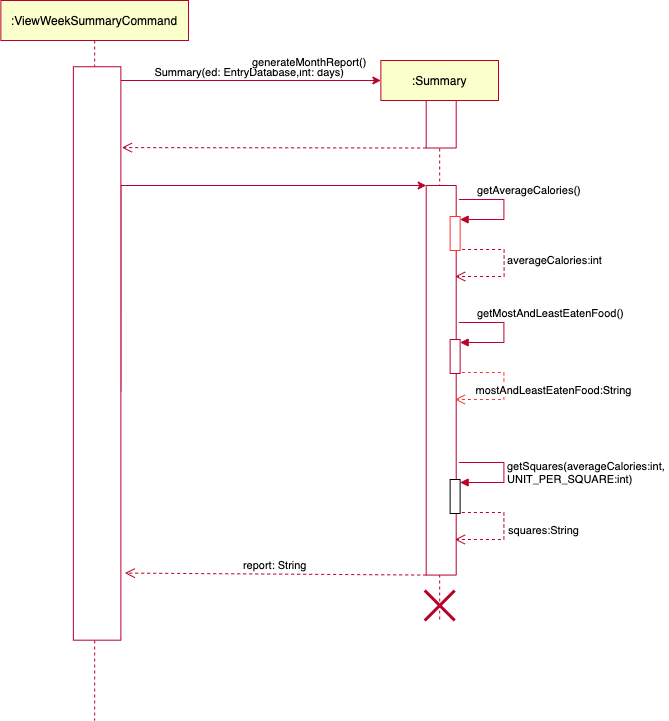 :ViewWeekSummaryCommand
generateMonthReport()
Summary(ed: EntryDatabase,int: days)
:Summary
getAverageCalories()
averageCalories:int
getMostAndLeastEatenFood()
mostAndLeastEatenFood:String
getSquares(averageCalories:int,
UNIT_PER_SQUARE:int)
squares:String
report: String